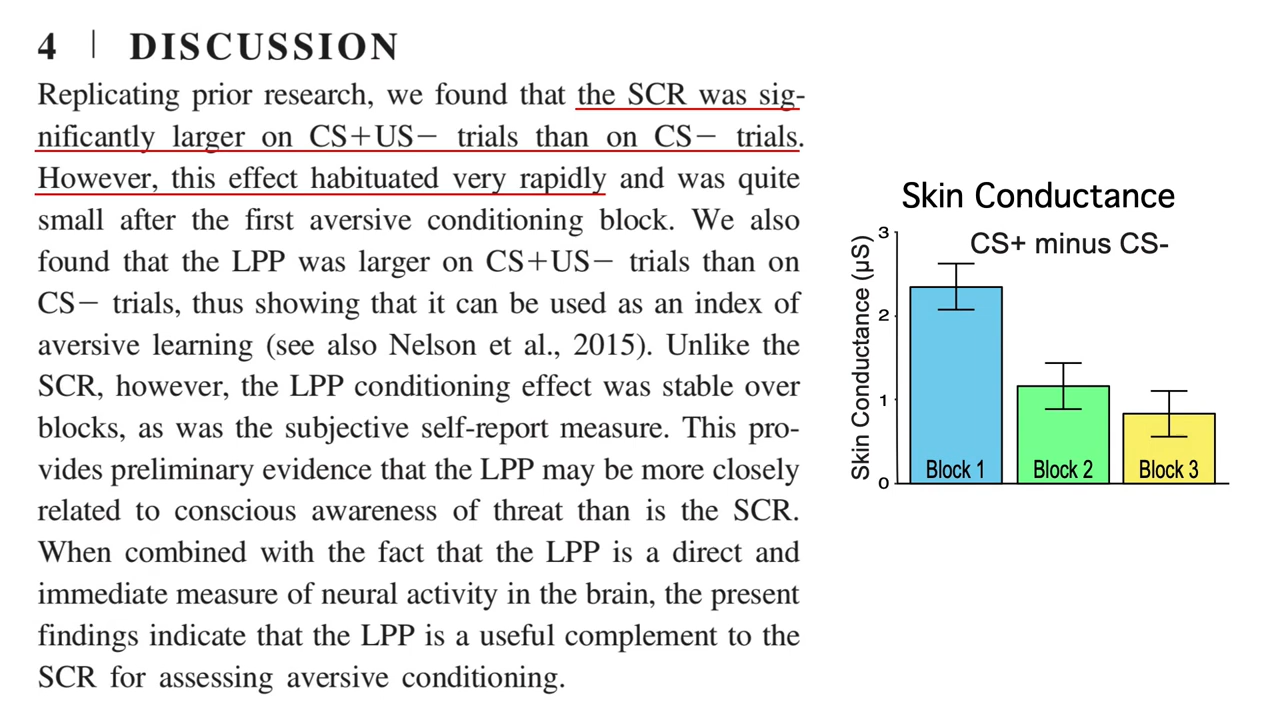 4 | DISCUSSION
Replicating prior research, we found that the SCR was sig-
nificantly larger on CS+US− trials than on CS− trials.
However, this effect habituated very rapidly and was quite
small after the first aversive conditioning block. We also
found that the LPP was larger on CS+US− trials than on
CS− trials, thus showing that it can be used as an index of
aversive learning (see also Nelson et al., 2015). Unlike the
SCR, however, the LPP conditioning effect was stable over
blocks, as was the subjective self-report measure. This pro-
vides preliminary evidence that the LPP may be more closely
related to conscious awareness of threat than is the SCR.
When combined with the fact that the LPP is a direct and
immediate measure of neural activity in the brain, the present
findings indicate that the LPP is a useful complement to the
SCR for assessing aversive conditioning.
Skin Conductance
CS+ minus CS-
Skin Conductance (µS)
3
2
1
0
Block 1
Block 2
Block 3